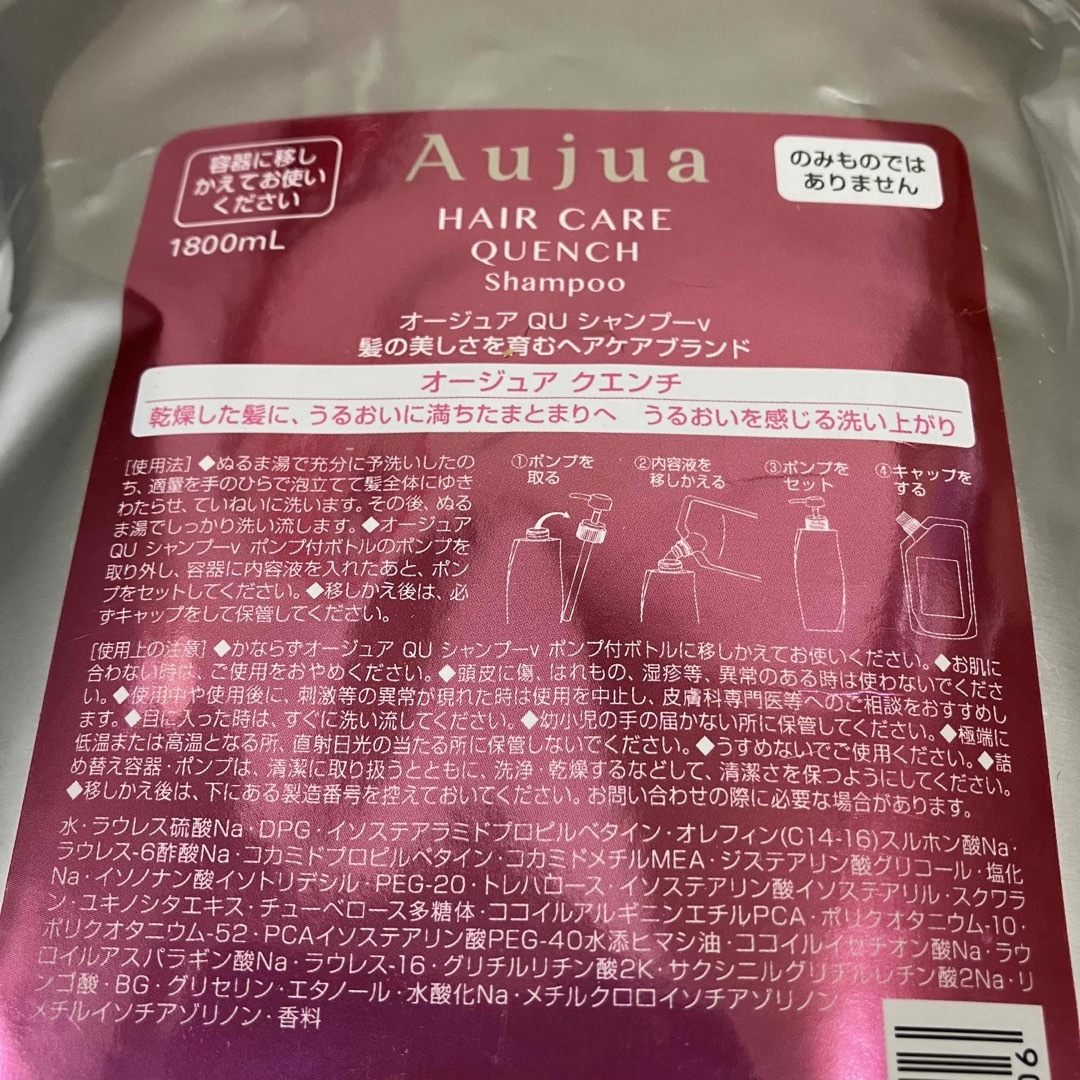 容器に移し
かえてお使い
ください
1800mL
Aujua
HAIR CARE
QUENCH
Shampoo
のみものでは
ありません
オージュア QU シャンプーv
髪の美しさを育むヘアケアブランド
オージュア クエンチ
乾燥した髪に、うるおいに満ちたまとまりへ うるおいを感じる洗い上がり
[使用法]◆ぬるま湯で充分に予洗いしたの
ち、適量を手のひらで泡立てて髪全体にゆき
わたらせ、ていねいに洗います。その後、ぬる
ま湯でしっかり洗い流します。◆オージュア
QU シャンプーv ポンプ付ボトルのポンプを
取り外し、容器に内容液を入れたあと、ポン
プをセットしてください。◆移しかえ後は、必
ずキャップをして保管してください。
①ポンプを
取る
②内容液を
移しかえる
③ポンプを
セット
④キャップを
する
[使用上の注意]◆かならずオージュア QU シャンプーv ポンプ付ボトルに移しかえてお使いください。◆お肌に
合わない時は、ご使用をおやめください。◆頭皮に傷、はれもの、湿疹等、異常のある時は使わないでくださ
い。◆使用中や使用後に、刺激等の異常が現れた時は使用を中止し、皮膚科専門医等へのご相談をおすすめし
ます。◆目に入った時は、すぐに洗い流してください。◆幼小児の手の届かない所に保管してください。◆極端に
低温または高温となる所、直射日光の当たる所に保管しないでください。◆うすめないでご使用ください。◆詰
め替え容器・ポンプは、清潔に取り扱うとともに、洗浄・乾燥するなどして、清潔さを保つようにしてください。
◆移しかえ後は、下にある製造番号を控えておいてください。お問い合わせの際に必要な場合があります。
水・ラウレス硫酸Na・DPG・イソステアラミドプロピルベタイン・オレフィン(C14-16)スルホン酸Na・
ラウレス-6酢酸Na・コカミドプロピルベタイン・コカミドメチルMEA・ジステアリン酸グリコール・塩化
Na・イソノナン酸イソトリデシル・PEG-20・トレハロース・イソステアリン酸イソステアリル・スクワラ
ン・ユキノシタエキス・チューベロース多糖体・ココイルアルギニンエチルPCA・ポリクオタニウム-10・
ポリクオタニウム-52・PCAイソステアリン酸PEG-40水添ヒマシ油・ココイルイセチオン酸Na・ラウ
ロイルアスパラギン酸Na・ラウレス-16・グリチルリチン酸2K・サクシニルグリチルレチン酸2Na・リ
ンゴ酸・BG・グリセリン・エタノール・水酸化Na・メチルクロロイソチアゾリノン・
メチルイソチアゾリノン・香料